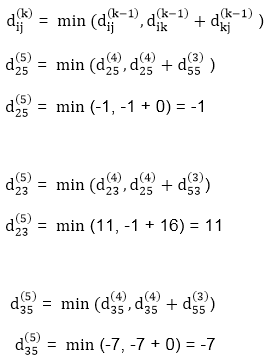 d_ij^(k) = min (d_ij^(k−1), d_ik^(k−1) + d_kj^(k−1) )
d_25^(5) = min (d_25^(4), d_25^(4) + d_55^(3) )
d_25^(5) = min (-1, -1 + 0) = -1
d_23^(5) = min (d_23^(4), d_25^(4) + d_53^(3))
d_23^(5) = min (11, -1 + 16) = 11
d_35^(5) = min (d_35^(4), d_35^(4) + d_55^(3))
d_35^(5) = min (-7, -7 + 0) = -7